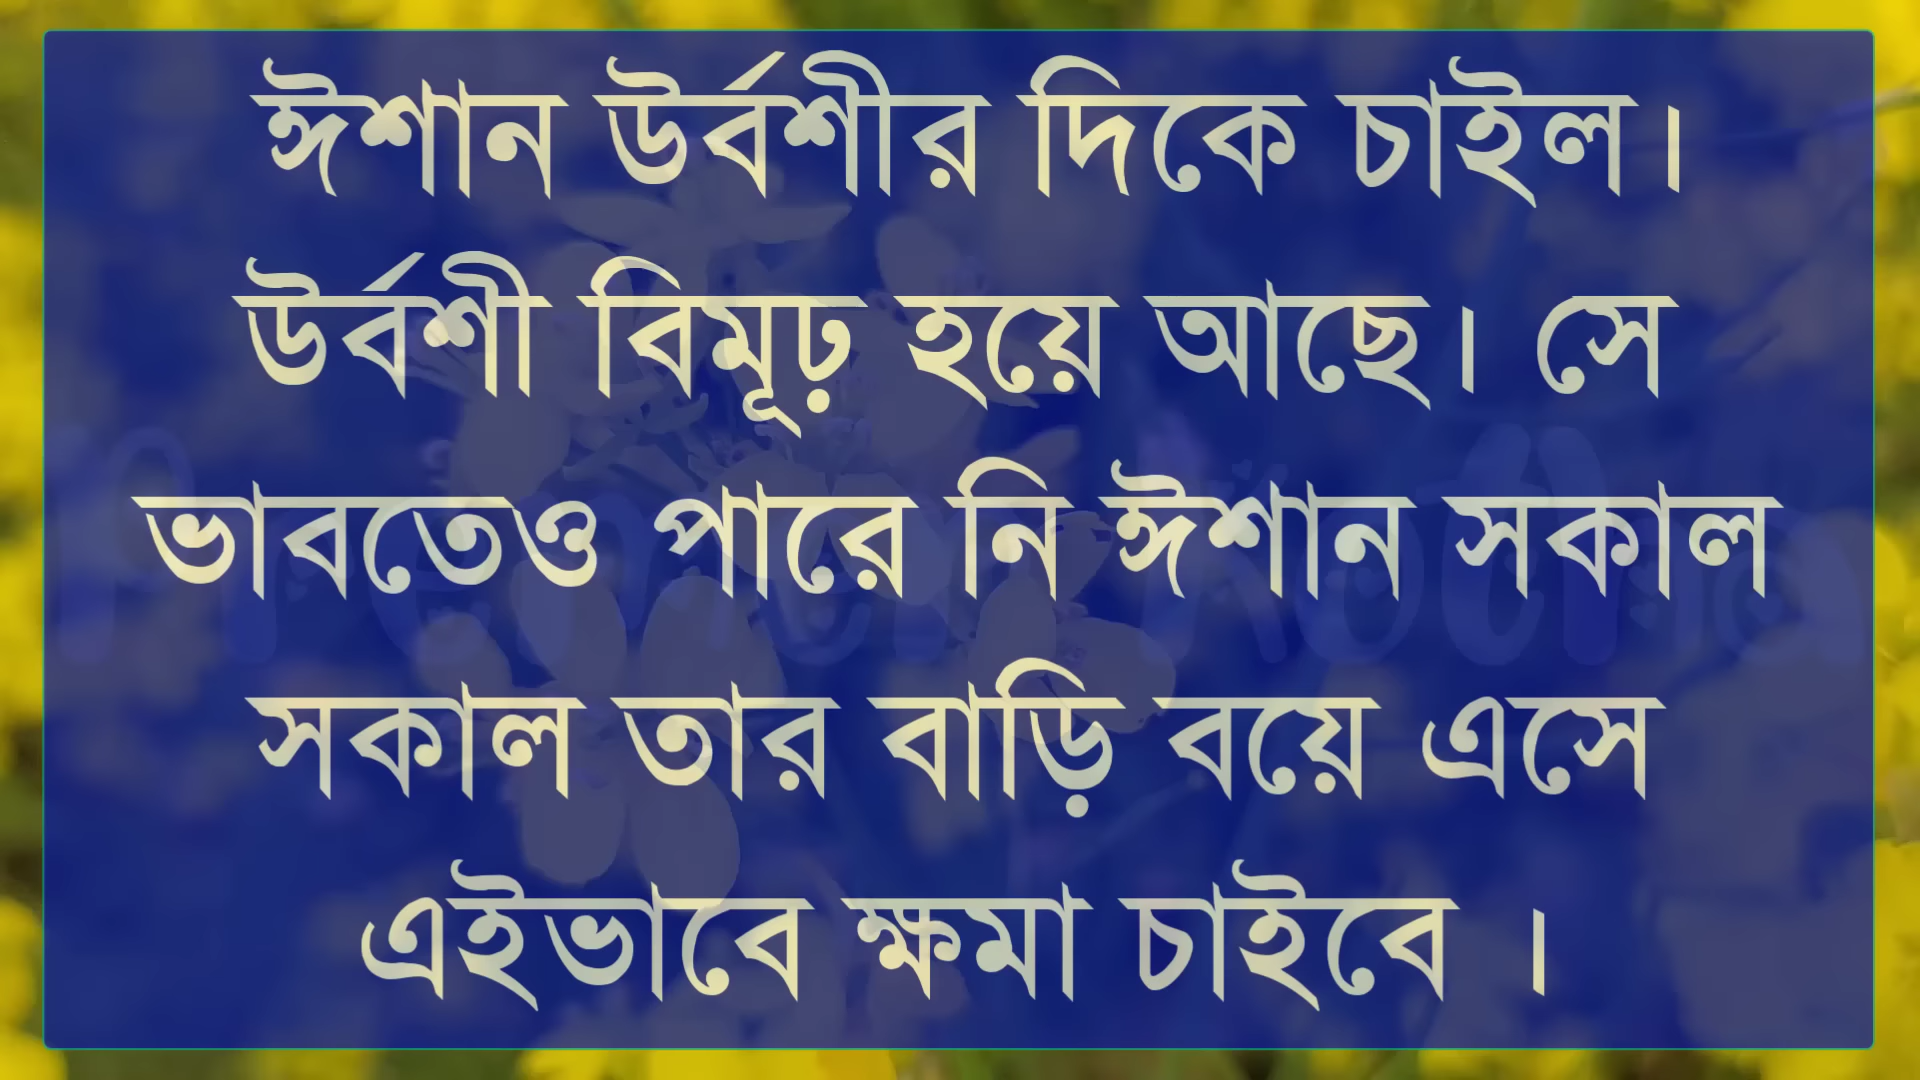 ঈশান উর্বশীর দিকে চাইল।
উর্বশী বিমূঢ় হয়ে আছে। সে
ভাবতেও পারে নি ঈশান সকাল
সকাল তার বাড়ি বয়ে এসে
এইভাবে ক্ষমা চাইবে ।